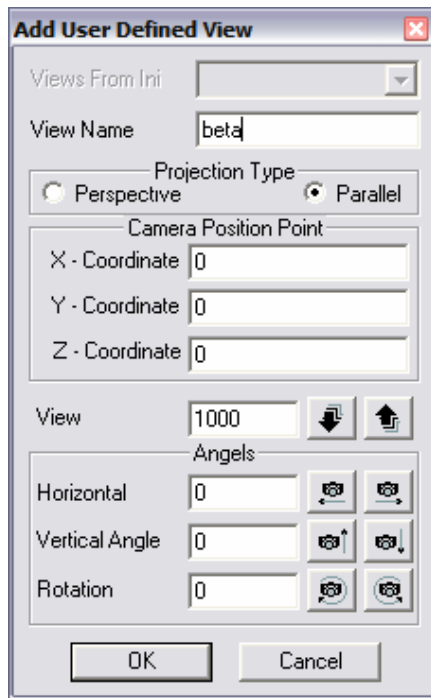 Add User Defined View
Views From Ini
View Name beta
Projection Type
Perspective Parallel
Camera Position Point
X - Coordinate 0
Y - Coordinate 0
Z - Coordinate 0
View 1000
Angels
Horizontal 0
Vertical Angle 0
Rotation 0
OK Cancel